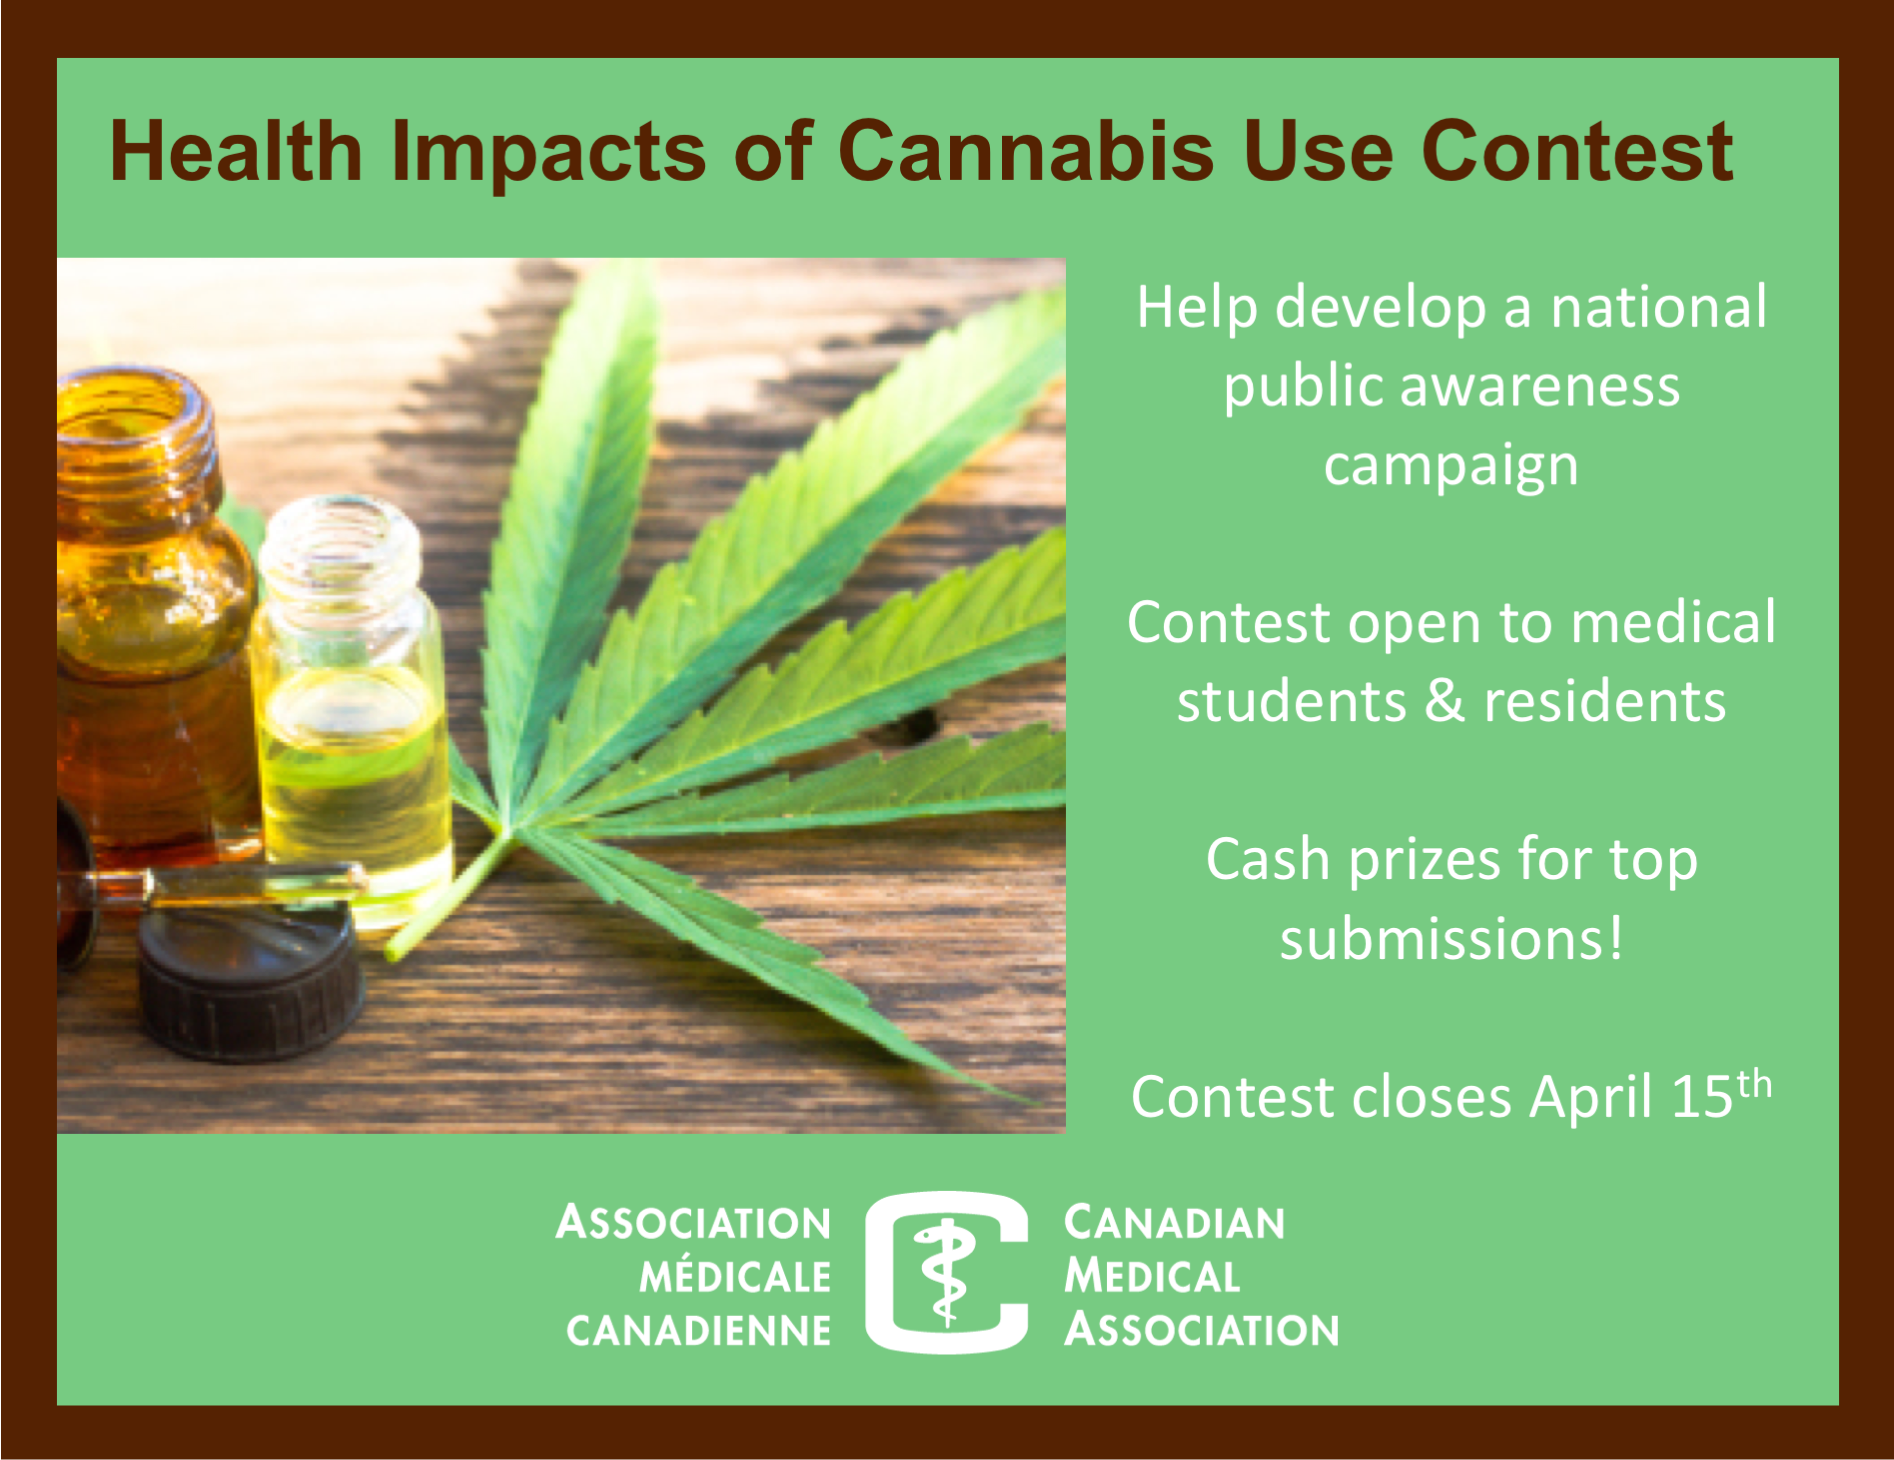 Health Impacts of Cannabis Use Contest
Help develop a national
public awareness
campaign
Contest open to medical
students & residents
Cash prizes for top
submissions!
Contest closes April 15th
ASSOCIATION
MÉDICALE
CANADIENNE
CANADIAN
MEDICAL
ASSOCIATION